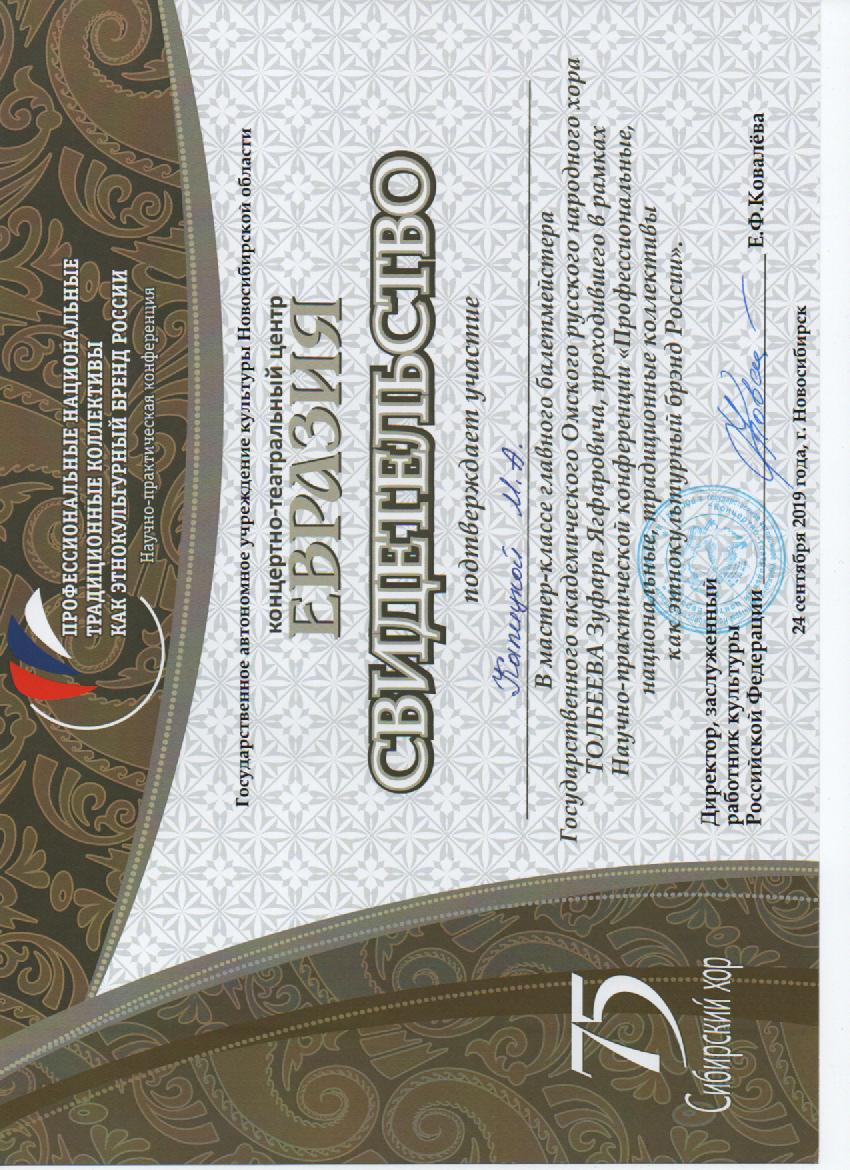 ПРОФЕССИОНАЛЬНЫЕ НАЦИОНАЛЬНЫЕ
ТРАДИЦИОННЫЕ КОЛЛЕКТИВЫ
КАК ЭТНОКУЛЬТУРНЫЙ БРЕНД РОССИИ
Научно-практическая конференция
Государственное автономное учреждение культуры Новосибирской области
концертно-театральный центр
ЕВРАЗИЯ
СВИДЕТЕЛЬСТВО
подтверждает участие
М.А.
В мастер-классе главного балетмейстера
Государственного академического Омского русского народного хора
ТОЛБЕЕВА Зуфара Ягфаровича, проходившего в рамках
Научно-практической конференции «Профессиональные,
национальные, традиционные коллективы
как этнокультурный брэнд России».
Директор, заслуженный
работник культуры
Российской Федерации Е.Ф.Ковалёва
24 сентября 2019 года, г. Новосибирск
75
Сибирский хор